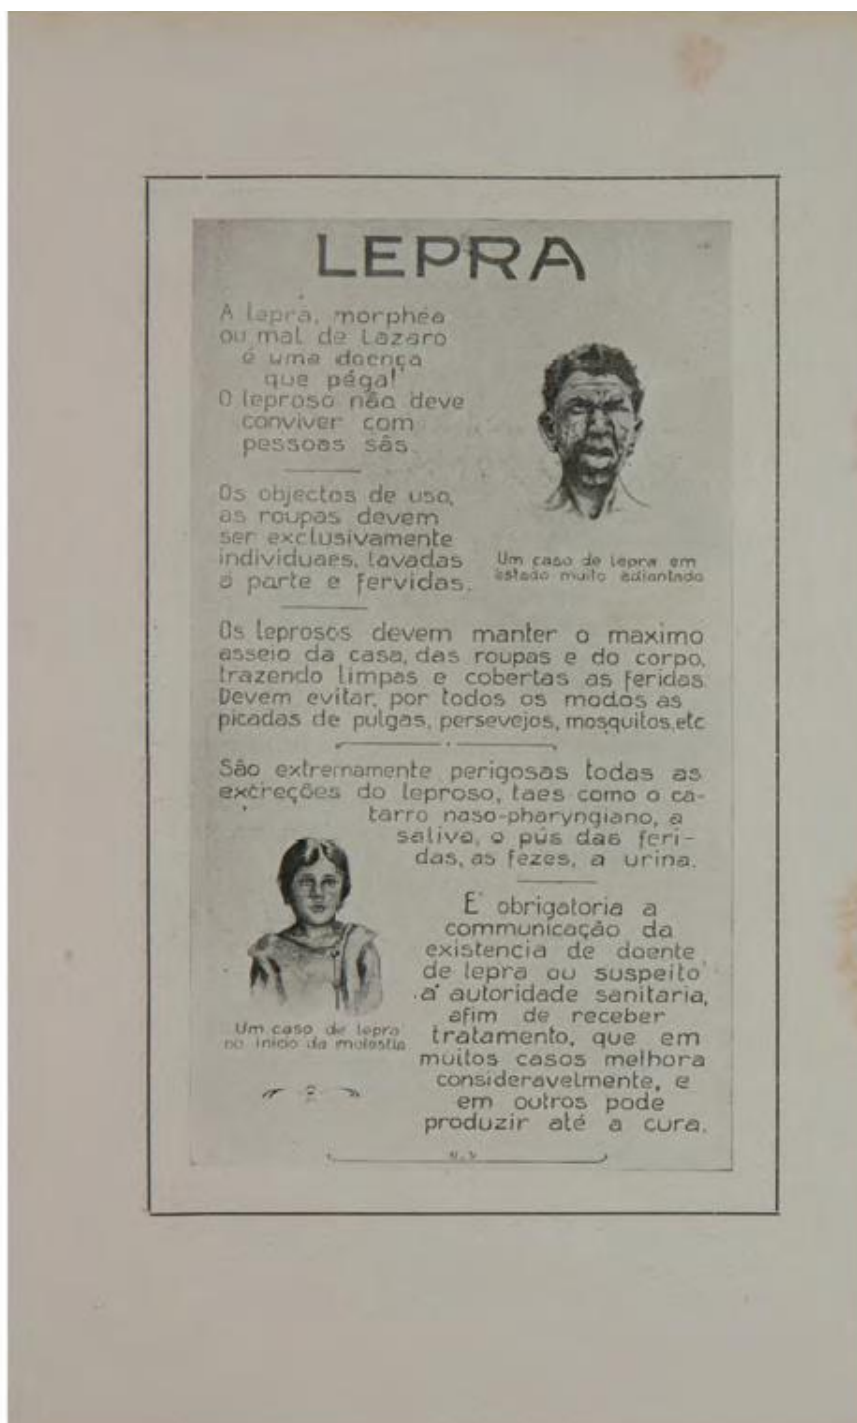 LEPRA
A lepra, morphéa
ou mal de Lazaro
é uma doença
que péga!
O leproso não deve
conviver com
pessoas sãs.
Os objectos de uso,
as roupas devem
ser exclusivamente
individuaes, lavadas
á parte e fervidas.
Um caso de lepra em
estado muito adiantado
Os leprosos devem manter o maximo
asseio da casa, das roupas e do corpo,
trazendo limpas e cobertas as feridas.
Devem evitar, por todos os modos as
picadas de pulgas, persevejos, mosquitos, etc
São extremamente perigosas todas as
excreções do leproso, taes como o ca-
tarro naso-pharyngiano, a
saliva, o pús das feri-
das, as fezes, a urina.
Um caso de lepra
no inicio da molestia
E' obrigatoria a
communicação da
existencia de doente
de lepra ou suspeito
á autoridade sanitaria,
afim de receber
tratamento, que em
muitos casos melhora
consideravelmente, e
em outros pode
produzir até a cura.